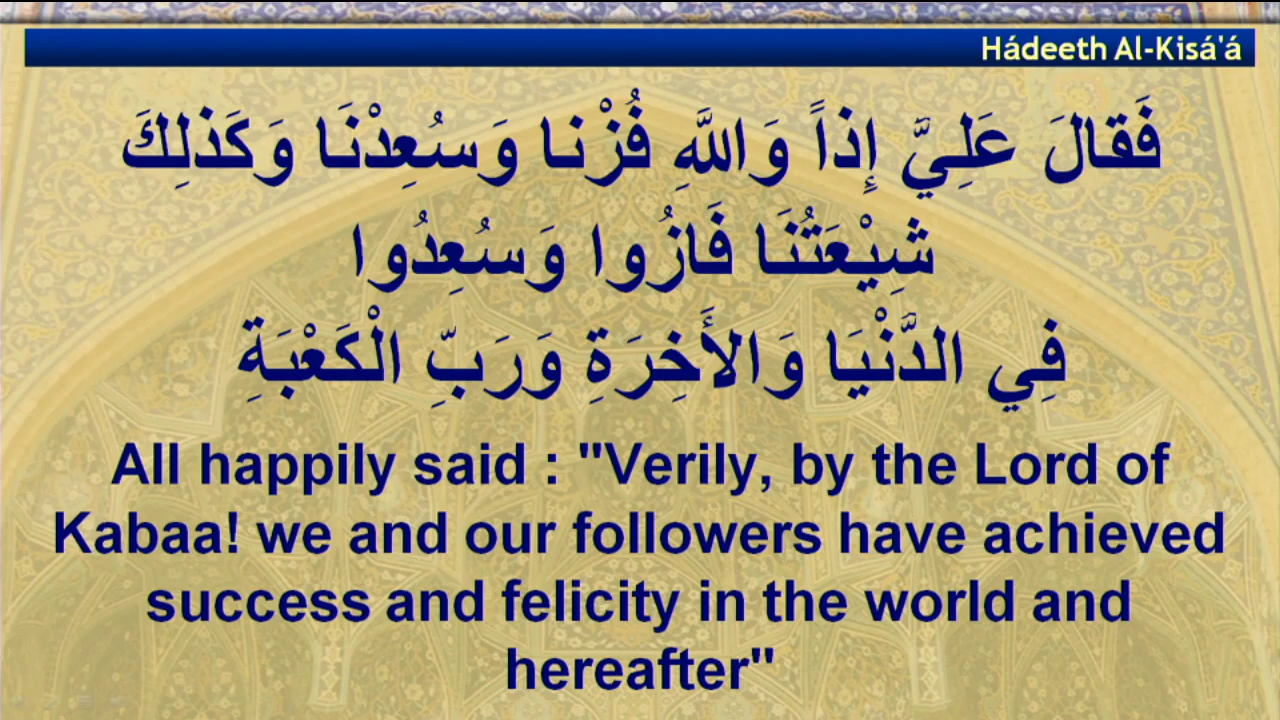 Hádeeth Al-Kisá'á
فَقالَ عَلِيَّ إِذاً وَاللَّهِ فُزْنا وَسُعِدْنَا وَكَذلِكَ
شِيْعَتُنَا فَازُوا وَسُعِدُوا
فِي الدَّنْيَا وَالأَخِرَةِ وَرَبِّ الْكَعْبَةِ
All happily said : "Verily, by the Lord of
Kabaa! we and our followers have achieved
success and felicity in the world and
hereafter"